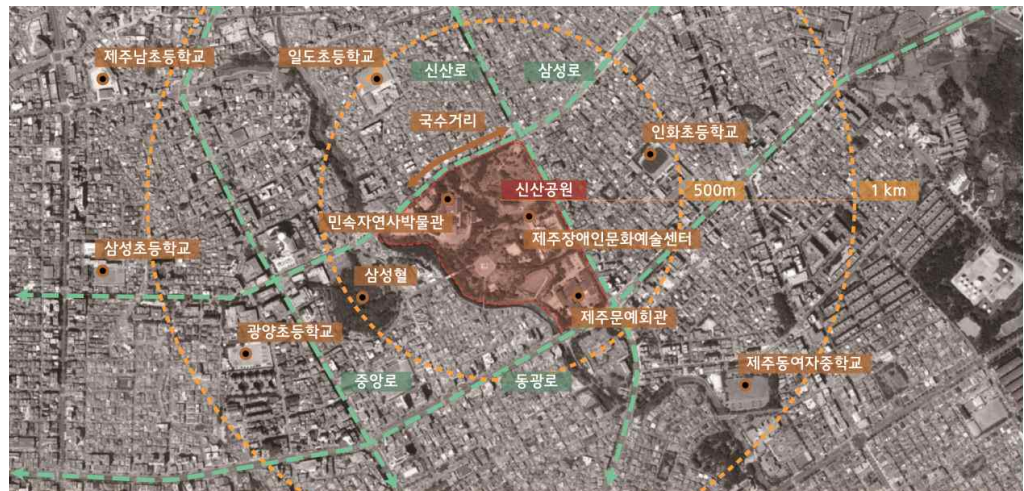 제주남초등학교
일도초등학교
신산로
삼성로
국수거리
인화초등학교
신산공원
500m
1 km
민속자연사박물관
제주장애인문화예술센터
삼성초등학교
삼성혈
제주문예회관
광양초등학교
중앙로
동광로
제주동여자중학교